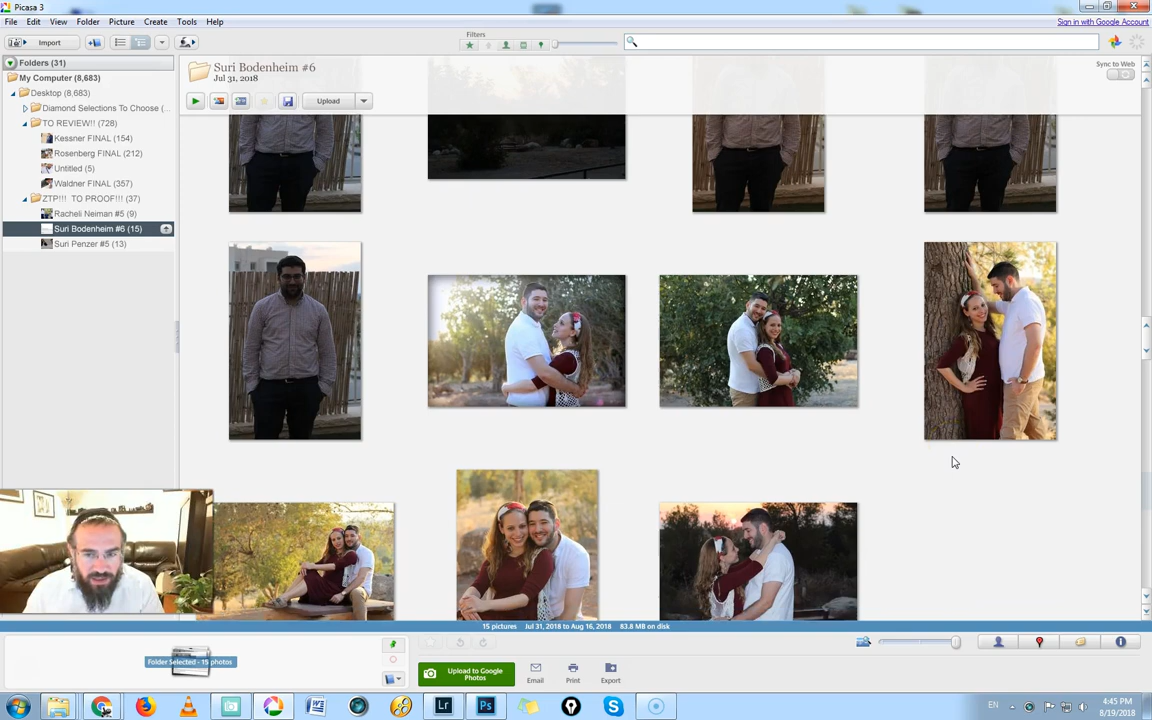 Picasa 3
File Edit View Folder Picture Create Tools Help
Sign in with Google Account
Import
Filters
Folders (31)
My Computer (8,683)
Desktop (8,683)
Diamond Selections To Choose (...
TO REVIEW!! (728)
Kessner FINAL (154)
Rosenberg FINAL (212)
Untitled (5)
Waldner FINAL (357)
ZTP!!! TO PROOF!!! (37)
Racheli Neiman #5 (9)
Suri Bodenheim #6 (15)
Suri Penzer #5 (13)
Suri Bodenheim #6
Jul 31, 2018
Sync to Web
Upload
15 pictures Jul 31, 2018 to Aug 16, 2018 83.8 MB on disk
Folder Selected - 15 photos
Upload to Google Photos
Email
Print
Export
Lr
Ps
EN
4:45 PM
8/19/2018